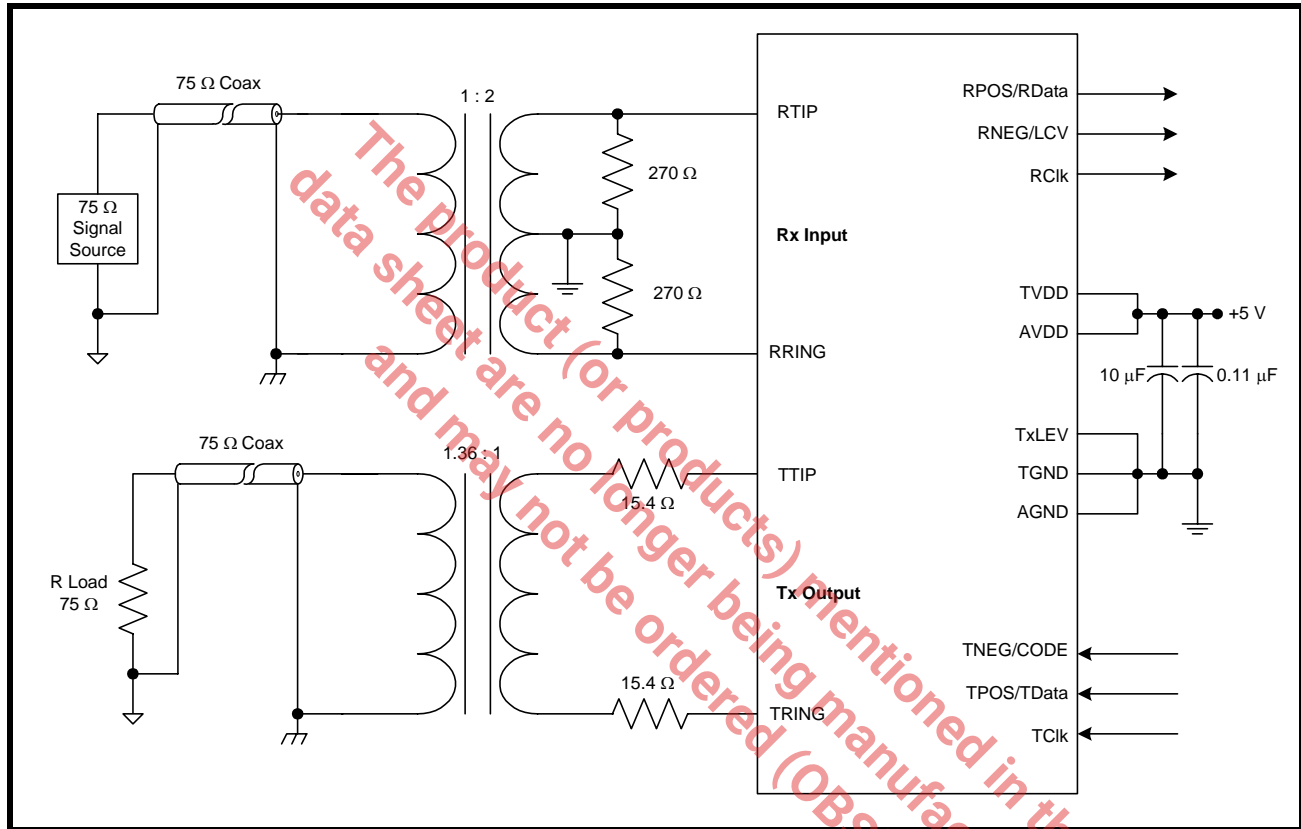 75 Ω Coax
1 : 2
75 Ω
Signal
Source
270 Ω
270 Ω
RTIP
Rx Input
RRING
RPOS/RData
RNEG/LCV
RClk
TVDD
AVDD
+5 V
10 µF
0.11 µF
TxLEV
TGND
AGND
75 Ω Coax
1.36 : 1
R Load
75 Ω
15.4 Ω
15.4 Ω
TTIP
Tx Output
TRING
TNEG/CODE
TPOS/TData
TClk
The product (or products) mentioned in th
data sheet are no longer being manufac
and may not be ordered (OBS